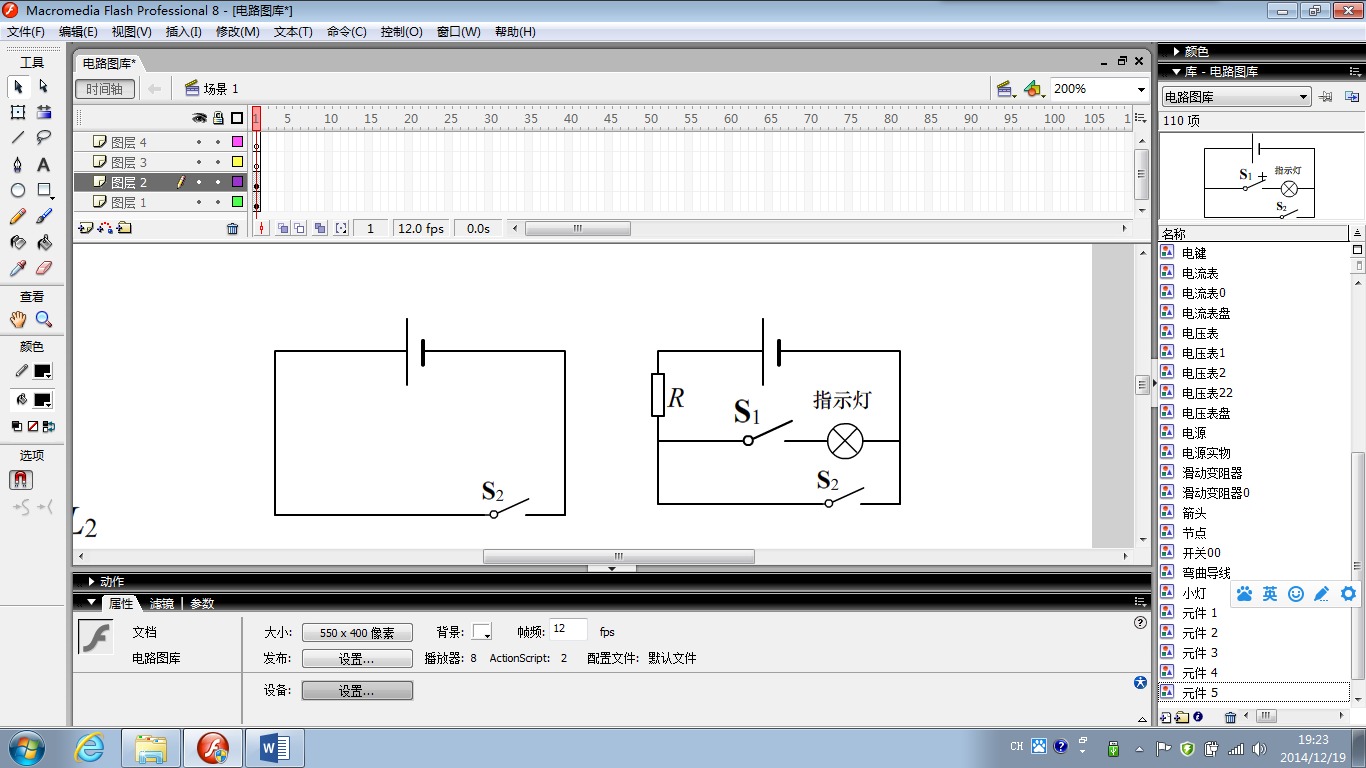 Macromedia Flash Professional 8 - [电路图库*]
文件(F) 编辑(E) 视图(V) 插入(I) 修改(M) 文本(T) 命令(C) 控制(O) 窗口(W) 帮助(H)
工具
查看
颜色
选项
电路图库*
时间轴
场景 1
200%
1 5 10 15 20 25 30 35 40 45 50 55 60 65 70 75 80 85 90 95 100 105 1
图层 4
图层 3
图层 2
图层 1
1 12.0 fps 0.0s
S2
L2
R
S1
指示灯
S2
动作
属性 滤镜 参数
文档
电路图库
大小: 550 x 400 像素 背景: 帧频: 12 fps
发布: 设置... 播放器: 8 ActionScript: 2 配置文件: 默认文件
设备: 设置...
颜色
库 - 电路图库
电路图库
110 项
S1
指示灯
S2
名称
电键
电流表
电流表0
电流表盘
电压表
电压表1
电压表2
电压表22
电压表盘
电源
电源实物
滑动变阻器
滑动变阻器0
箭头
节点
开关00
弯曲导线
小灯
元件 1
元件 2
元件 3
元件 4
元件 5
英
CH
19:23
2014/12/19